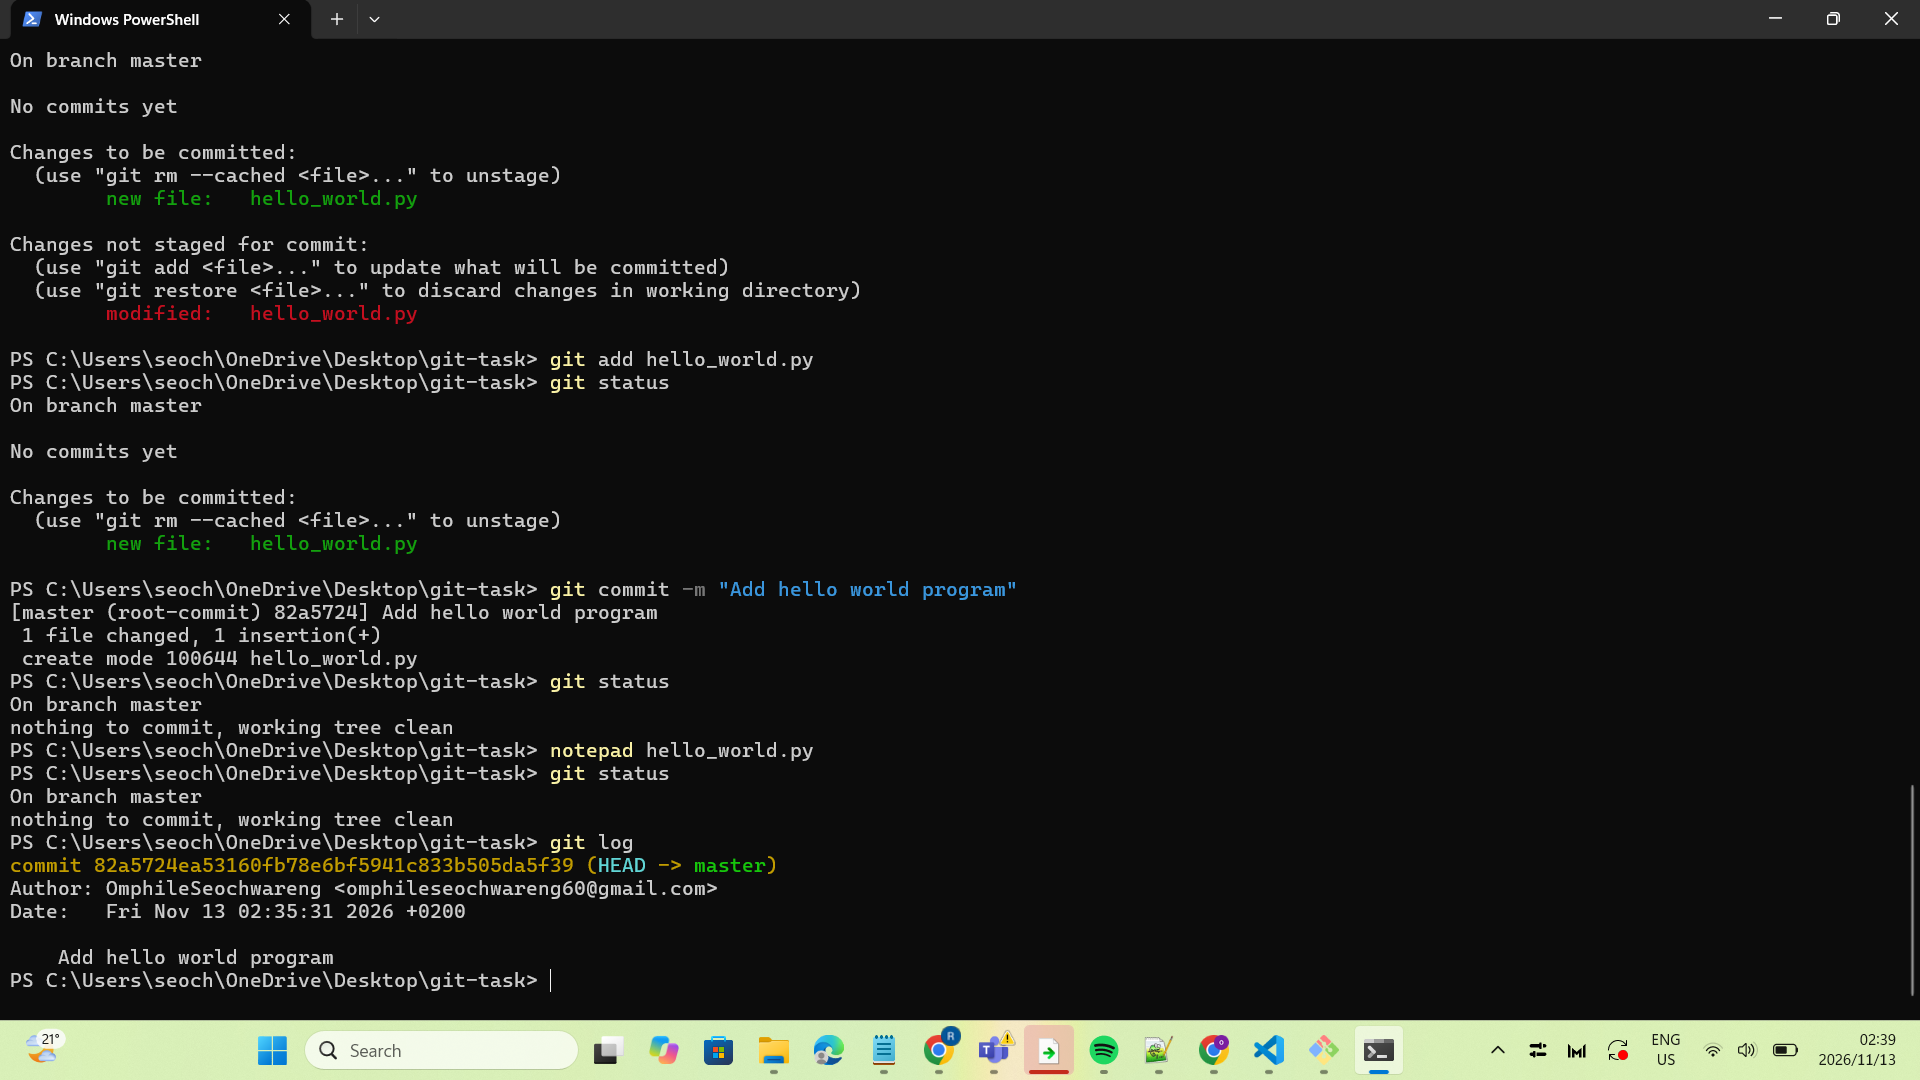 Windows PowerShell
On branch master
No commits yet
Changes to be committed:
  (use "git rm --cached <file>..." to unstage)
        new file:   hello_world.py
Changes not staged for commit:
  (use "git add <file>..." to update what will be committed)
  (use "git restore <file>..." to discard changes in working directory)
        modified:   hello_world.py
PS C:\Users\seoch\OneDrive\Desktop\git-task> git add hello_world.py
PS C:\Users\seoch\OneDrive\Desktop\git-task> git status
On branch master
No commits yet
Changes to be committed:
  (use "git rm --cached <file>..." to unstage)
        new file:   hello_world.py
PS C:\Users\seoch\OneDrive\Desktop\git-task> git commit -m "Add hello world program"
[master (root-commit) 82a5724] Add hello world program
 1 file changed, 1 insertion(+)
 create mode 100644 hello_world.py
PS C:\Users\seoch\OneDrive\Desktop\git-task> git status
On branch master
nothing to commit, working tree clean
PS C:\Users\seoch\OneDrive\Desktop\git-task> notepad hello_world.py
PS C:\Users\seoch\OneDrive\Desktop\git-task> git status
On branch master
nothing to commit, working tree clean
PS C:\Users\seoch\OneDrive\Desktop\git-task> git log
commit 82a5724ea53160fb78e6bf5941c833b505da5f39 (HEAD -> master)
Author: OmphileSeochwareng <omphileseochwareng60@gmail.com>
Date:   Fri Nov 13 02:35:31 2026 +0200
    Add hello world program
PS C:\Users\seoch\OneDrive\Desktop\git-task>
21°
Search
R
ENG
US
02:39
2026/11/13